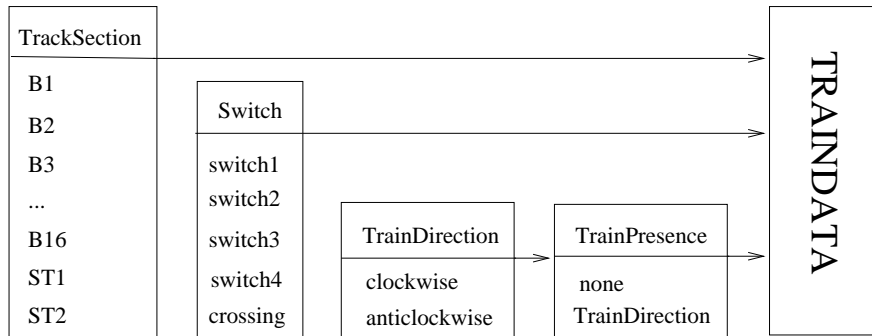 TrackSection
B1
B2
B3
...
B16
ST1
ST2
Switch
switch1
switch2
switch3
switch4
crossing
TrainDirection
clockwise
anticlockwise
TrainPresence
none
TrainDirection
TRAINDATA